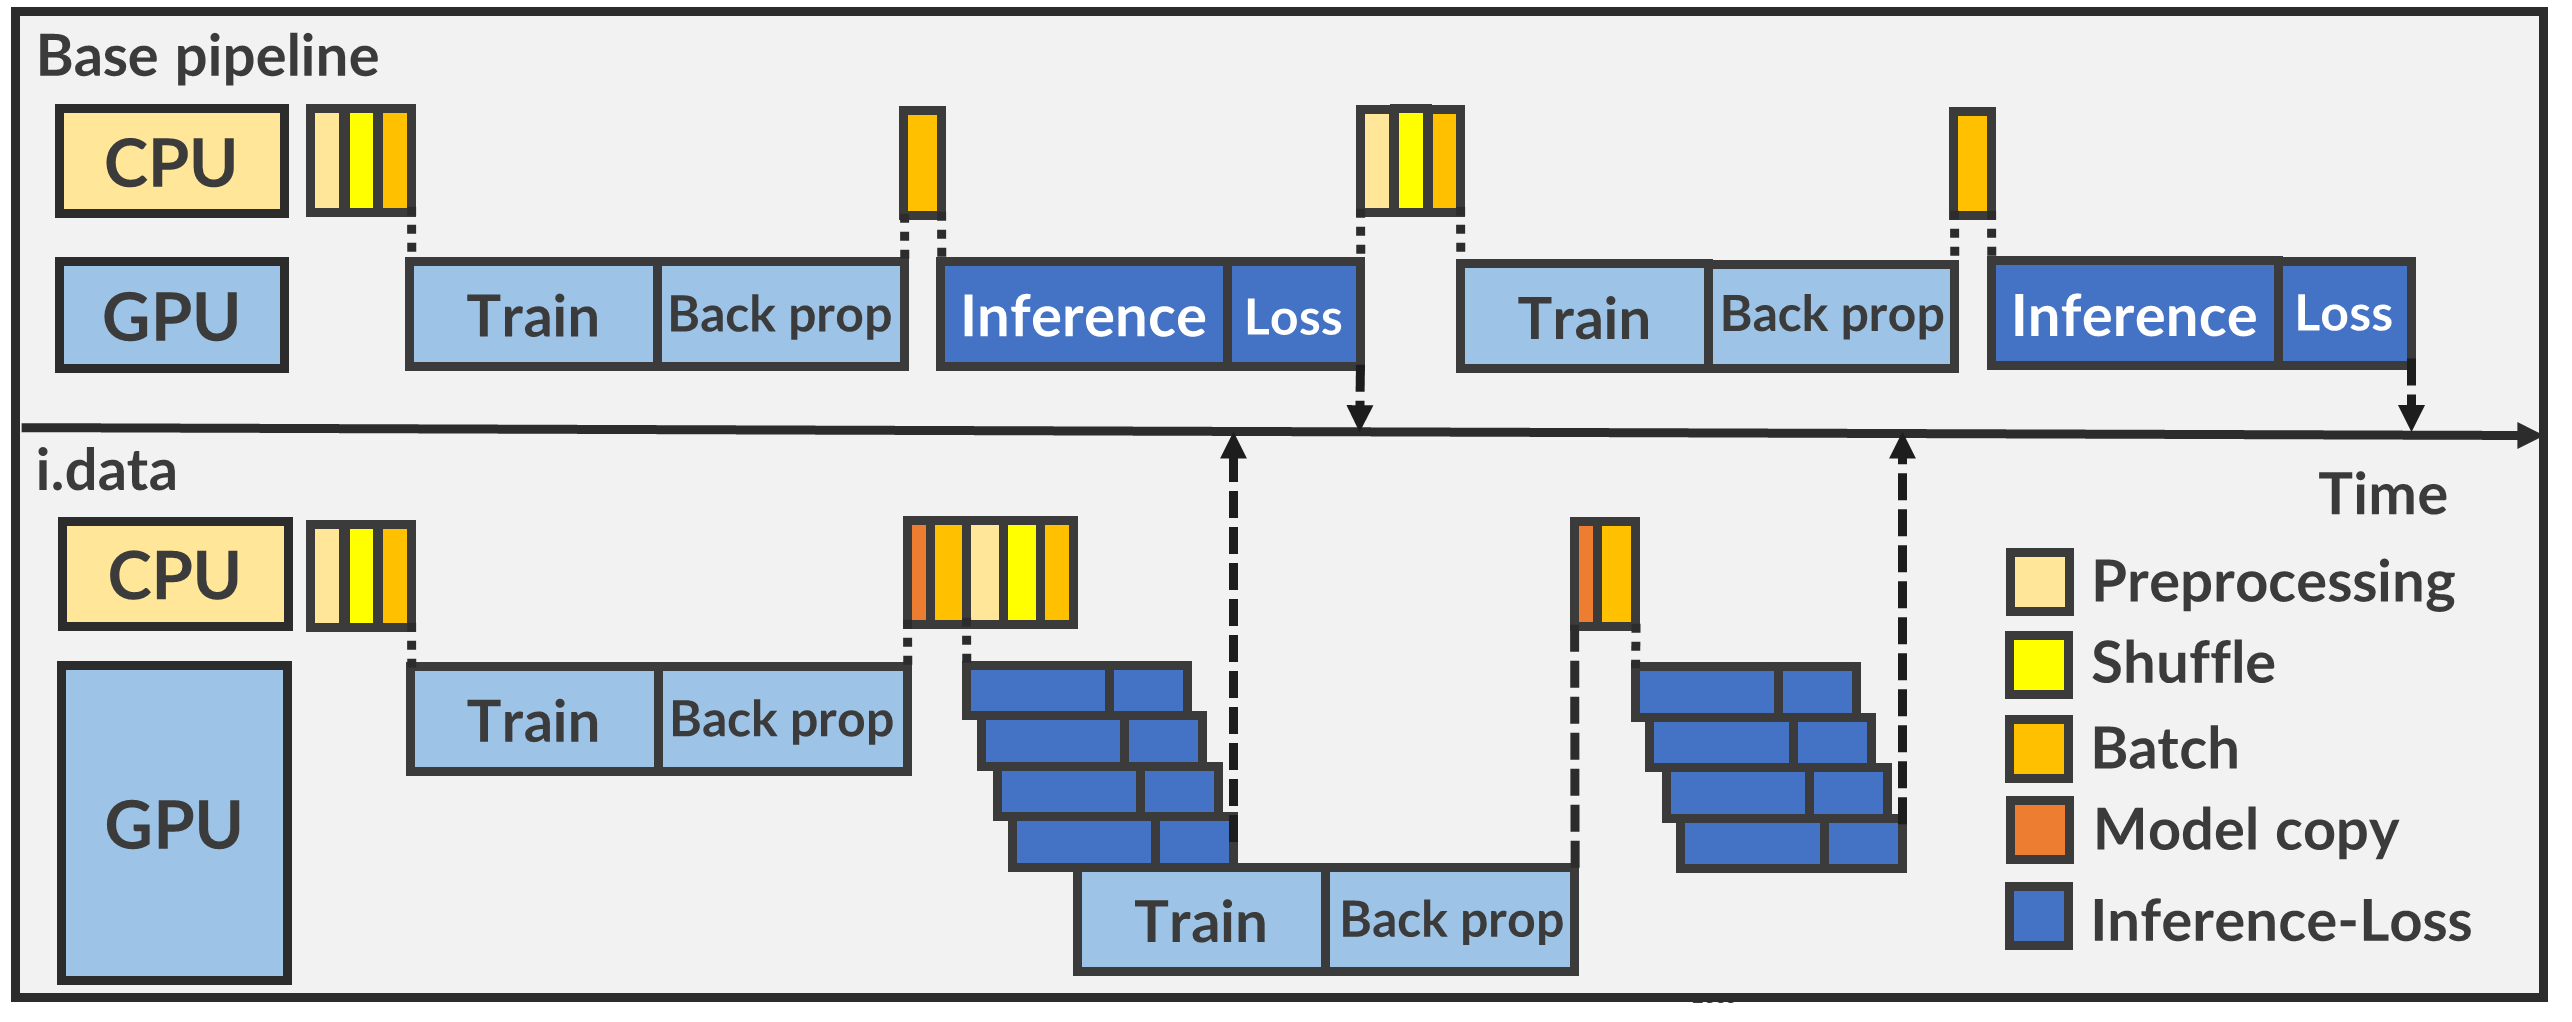 Base pipeline
CPU
GPU
Train
Back prop
Inference
Loss
Train
Back prop
Inference
Loss
i.data
Time
CPU
GPU
Train
Back prop
Train
Back prop
Preprocessing
Shuffle
Batch
Model copy
Inference-Loss